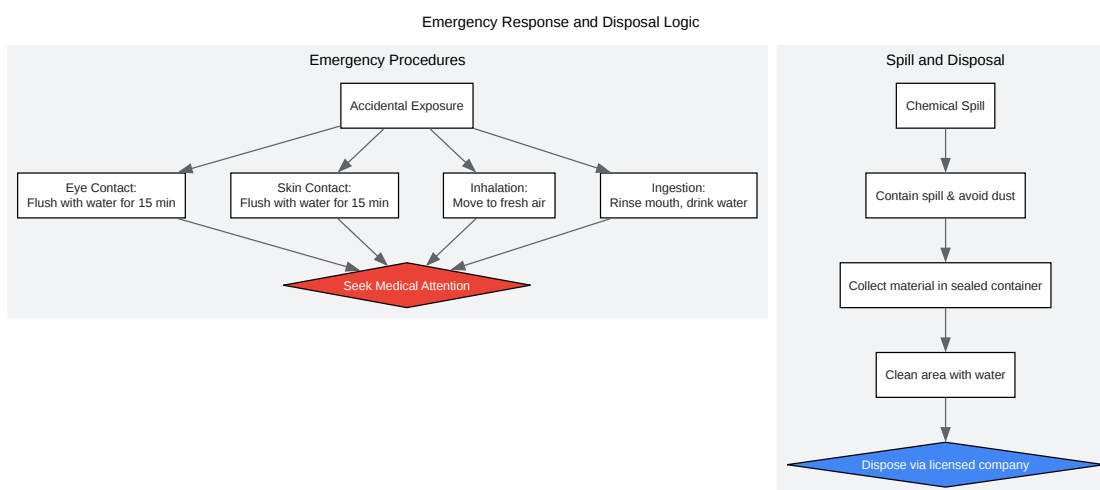 Emergency Response and Disposal Logic
Emergency Procedures
Accidental Exposure
Eye Contact:
Flush with water for 15 min
Skin Contact:
Flush with water for 15 min
Inhalation:
Move to fresh air
Ingestion:
Rinse mouth, drink water
Seek Medical Attention
Spill and Disposal
Chemical Spill
Contain spill & avoid dust
Collect material in sealed container
Clean area with water
Dispose via licensed company